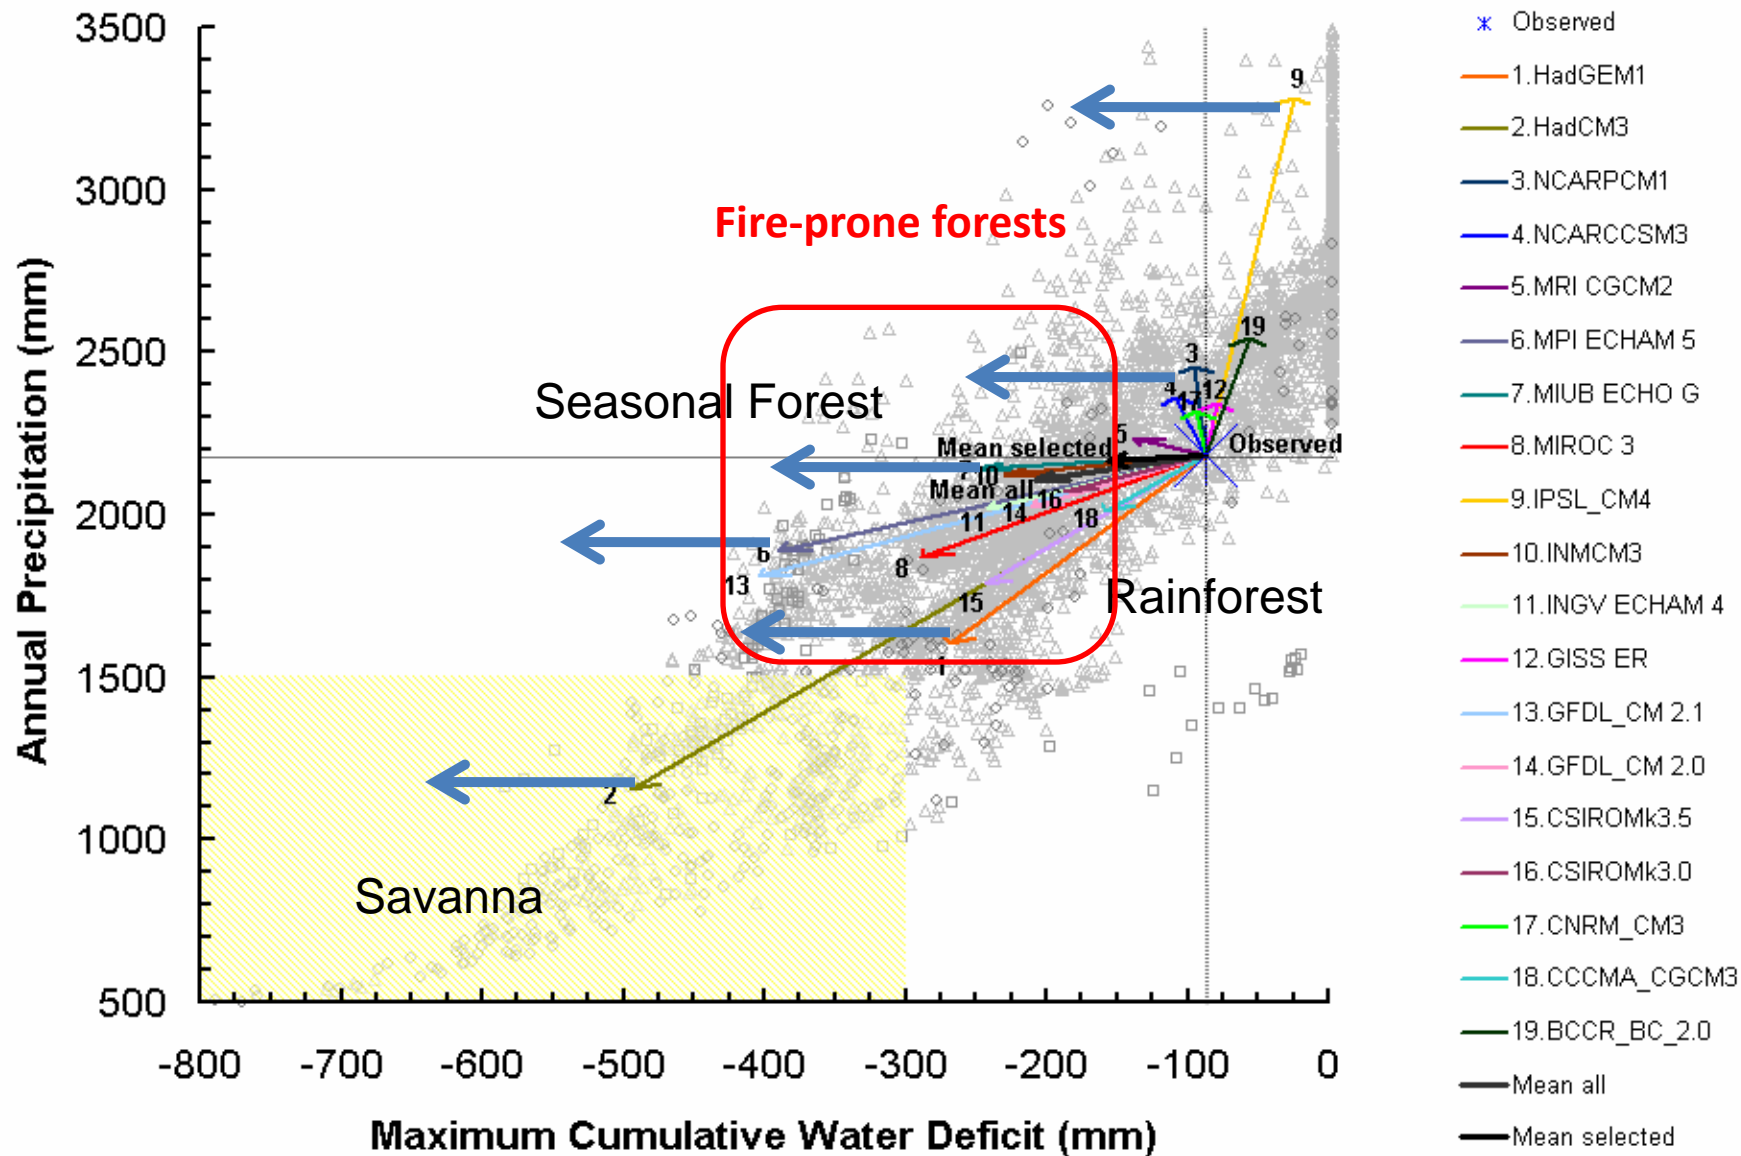 Annual Precipitation (mm)
3500
3000
2500
2000
1500
1000
500
-800
-700
-600
-500
-400
-300
-200
-100
0
Maximum Cumulative Water Deficit (mm)
Fire-prone forests
Seasonal Forest
Rainforest
Savanna
9
19
3
4
17
12
5
Observed
Mean selected
10
Mean all
16
11
14
18
6
8
13
15
1
2
Observed
1.HadGEM1
2.HadCM3
3.NCARPCM1
4.NCARCCSM3
5.MRI CGCM2
6.MPI ECHAM 5
7.MIUB ECHO G
8.MIROC 3
9.IPSL_CM4
10.INMCM3
11.INGV ECHAM 4
12.GISS ER
13.GFDL_CM 2.1
14.GFDL_CM 2.0
15.CSIROMk3.5
16.CSIROMk3.0
17.CNRM_CM3
18.CCCMA_CGCM3
19.BCCR_BC_2.0
Mean all
Mean selected